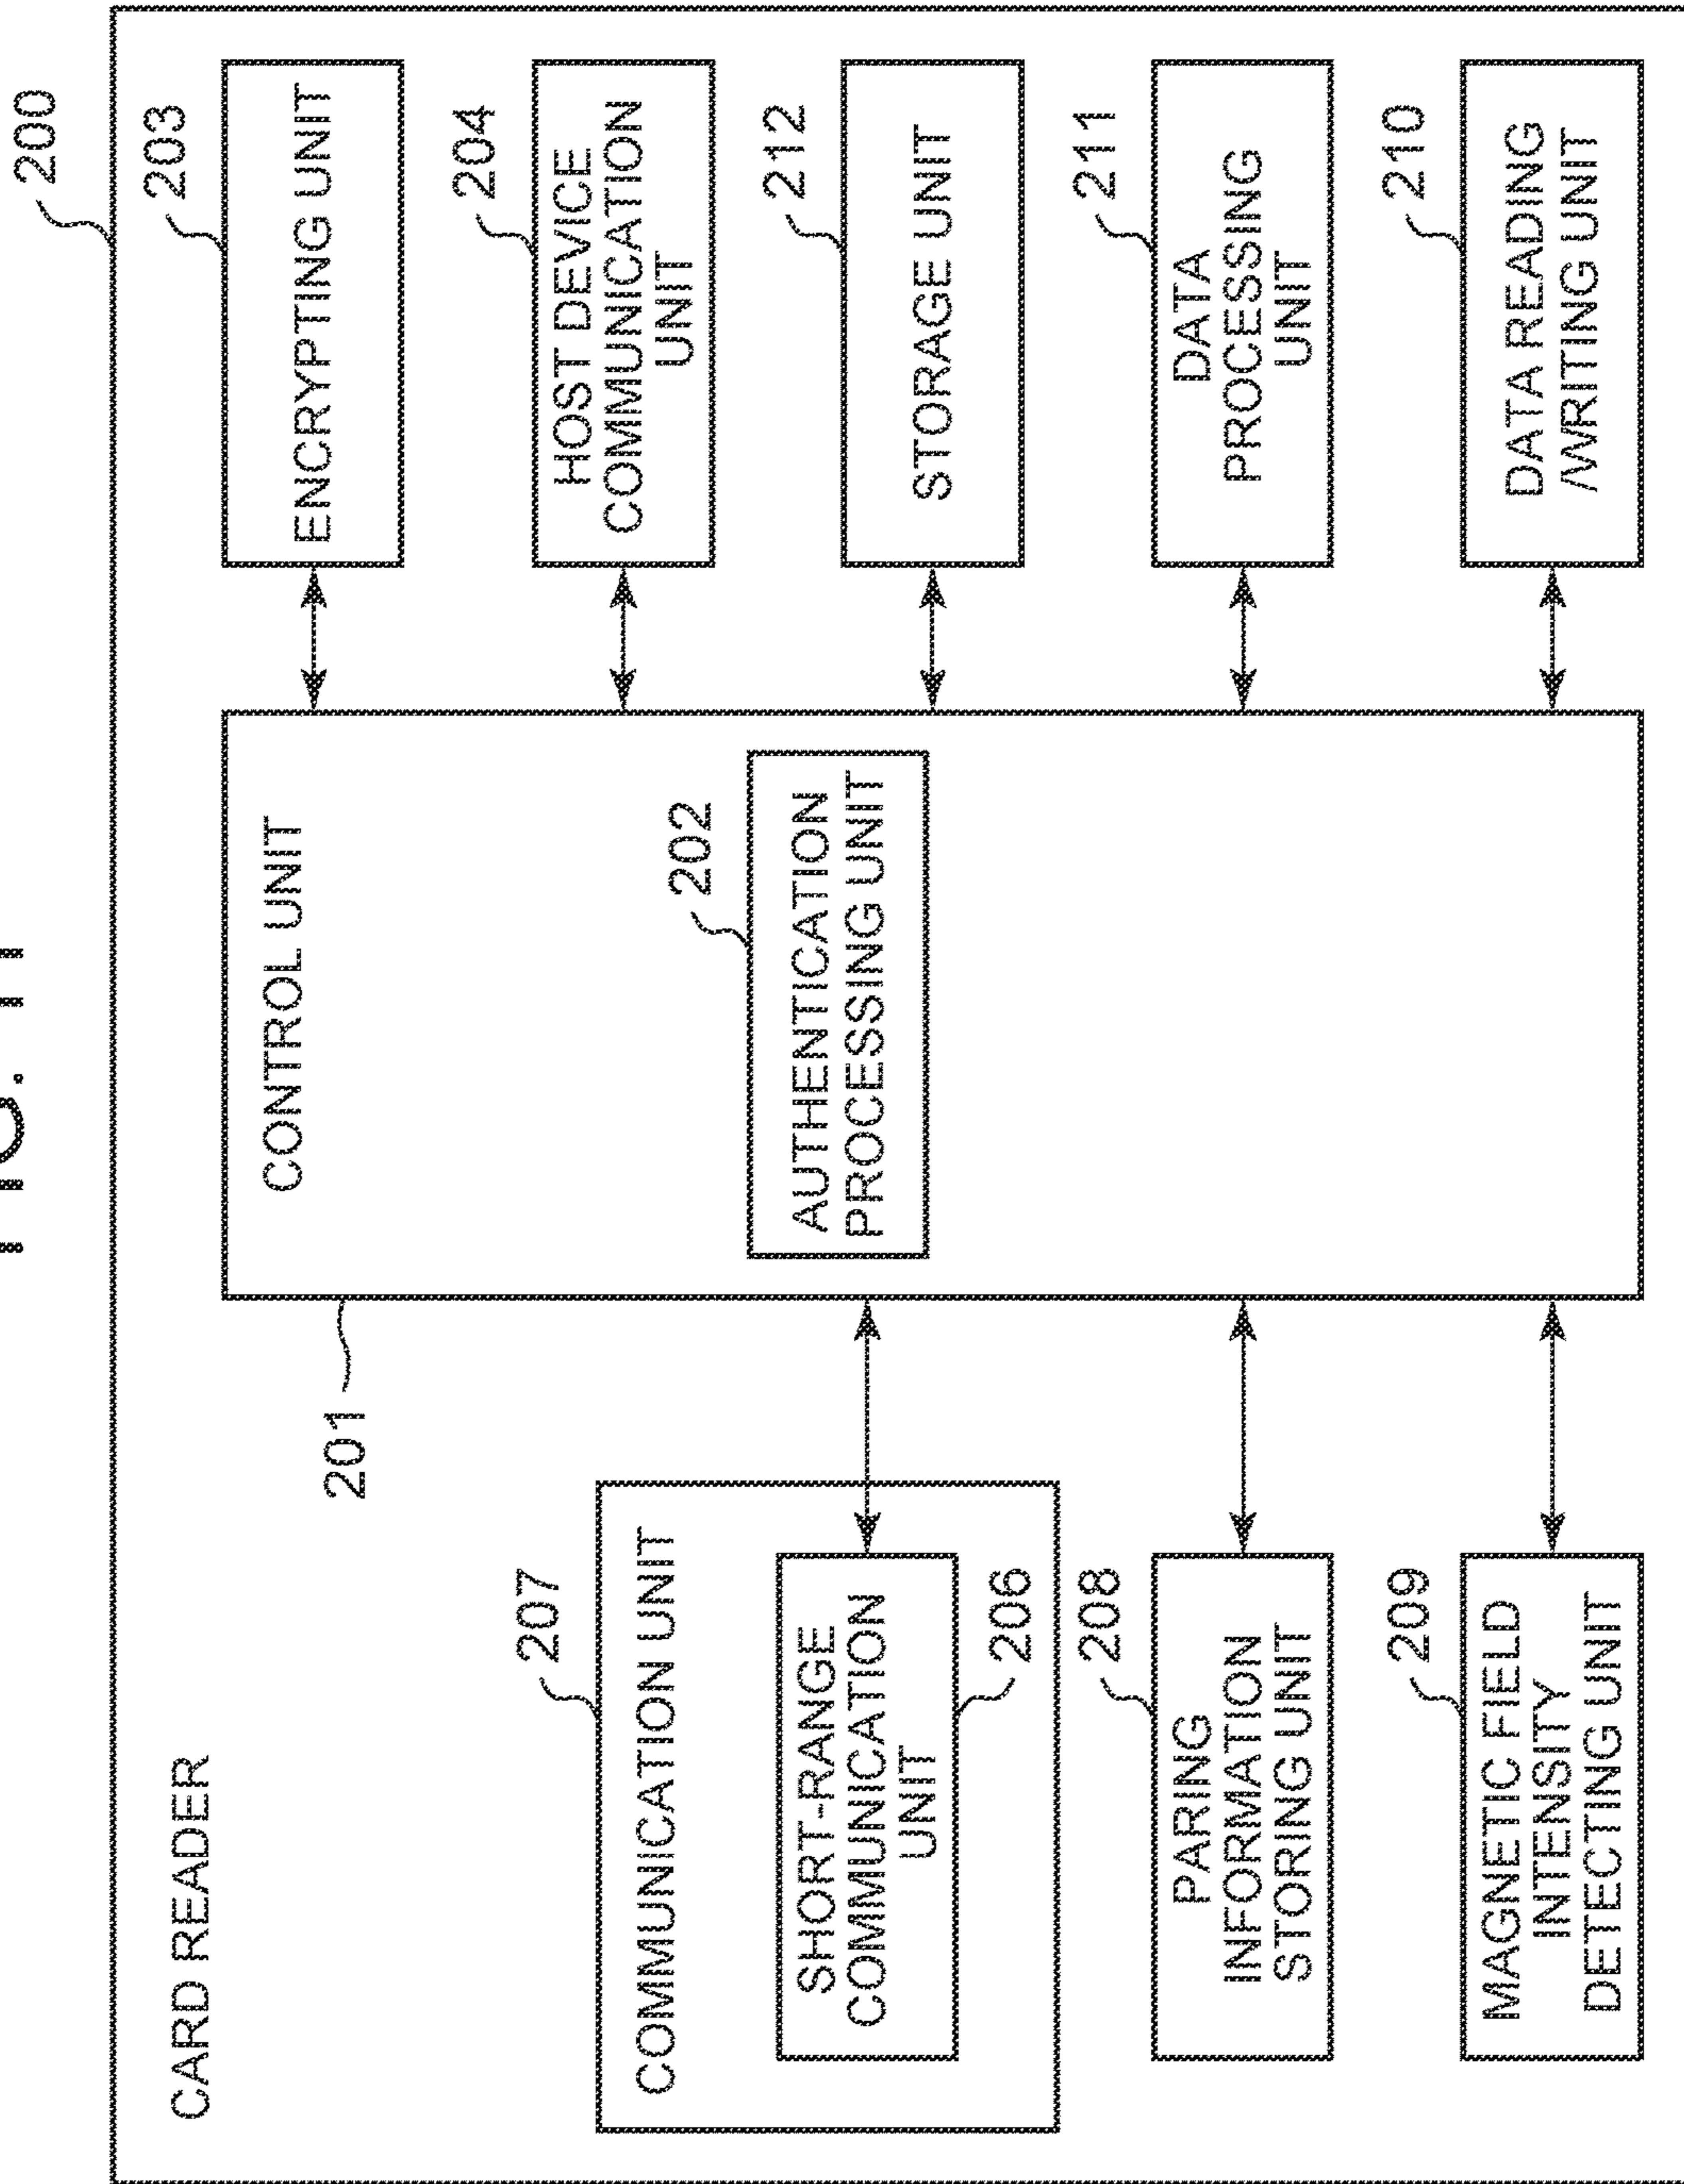 200
CARD READER
201
CONTROL UNIT
203
ENCRYPTING UNIT
204
HOST DEVICE
COMMUNICATION
UNIT
207
COMMUNICATION UNIT
202
AUTHENTICATION
PROCESSING UNIT
212
STORAGE UNIT
SHORT-RANGE
COMMUNICATION
UNIT
206
208
PARING
INFORMATION
STORING UNIT
211
DATA
PROCESSING
UNIT
209
MAGNETIC FIELD
INTENSITY
DETECTING UNIT
210
DATA READING
/WRITING UNIT